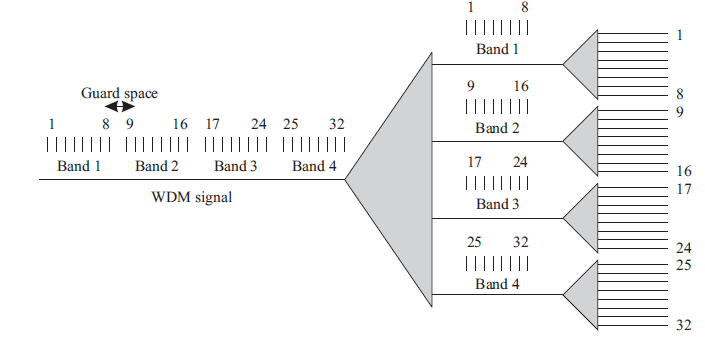 Guard space
1 8 9 16 17 24 25 32
Band 1 Band 2 Band 3 Band 4
WDM signal
1 8
Band 1
9 16
Band 2
17 24
Band 3
25 32
Band 4
1
8
9
16
17
24
25
32